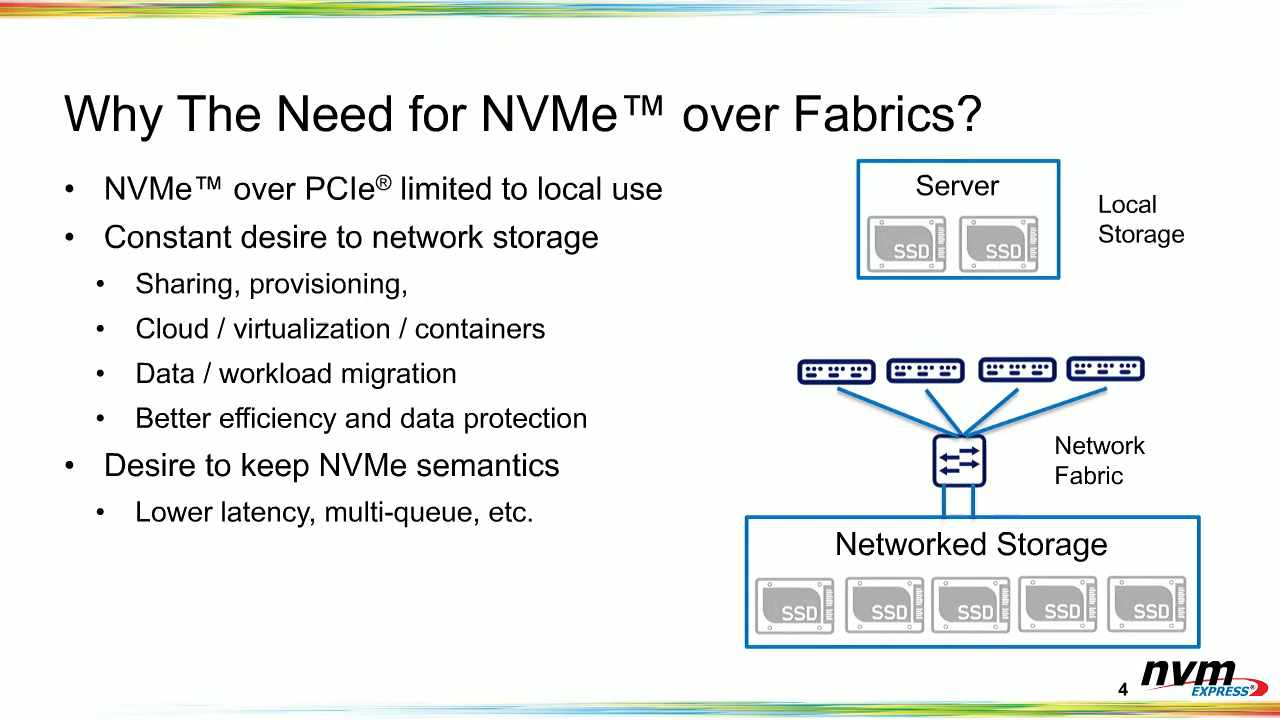 Why The Need for NVMe™ over Fabrics?
• NVMe™ over PCIe® limited to local use
• Constant desire to network storage
• Sharing, provisioning,
• Cloud / virtualization / containers
• Data / workload migration
• Better efficiency and data protection
• Desire to keep NVMe semantics
• Lower latency, multi-queue, etc.
Server
SSD SSD
Local
Storage
Network
Fabric
Networked Storage
SSD SSD SSD SSD SSD
4
nvm
EXPRESS®